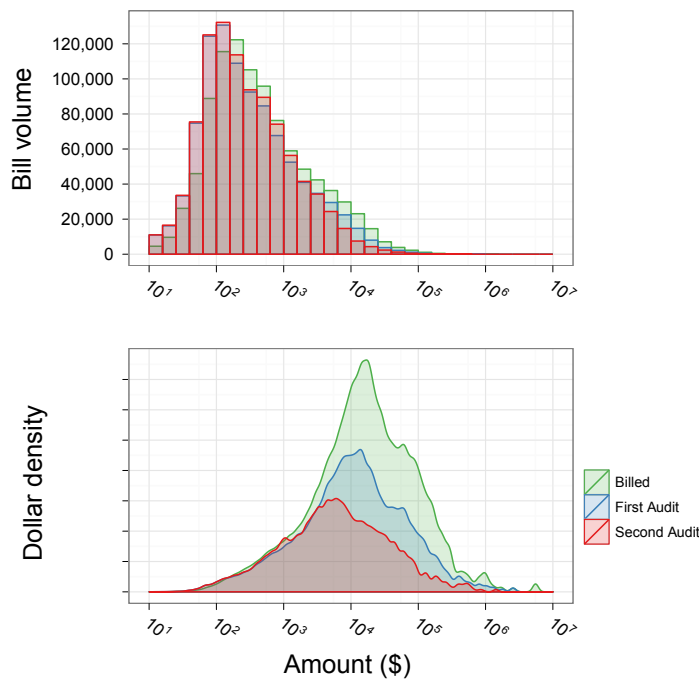 Bill volume
120,000
100,000
80,000
60,000
40,000
20,000
0
10¹ 10² 10³ 10⁴ 10⁵ 10⁶ 10⁷
Dollar density
Billed
First Audit
Second Audit
10¹ 10² 10³ 10⁴ 10⁵ 10⁶ 10⁷
Amount ($)